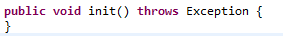 public void init() throws Exception {
}